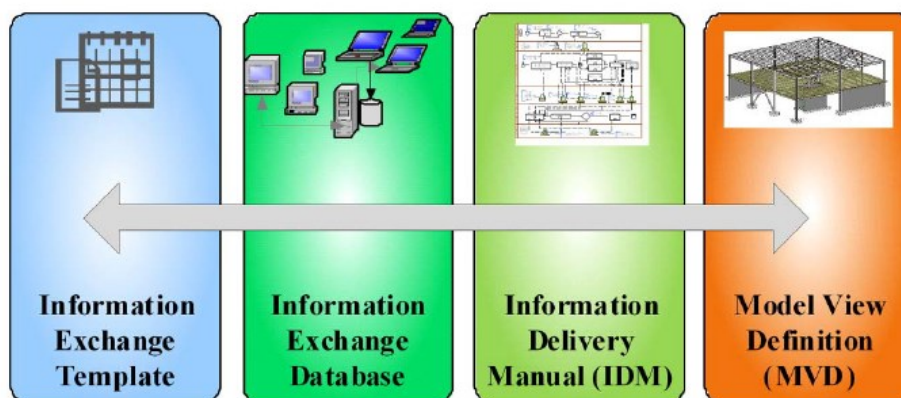 Information
Exchange
Template
Information
Exchange
Database
Information
Delivery
Manual (IDM)
Model View
Definition
(MVD)